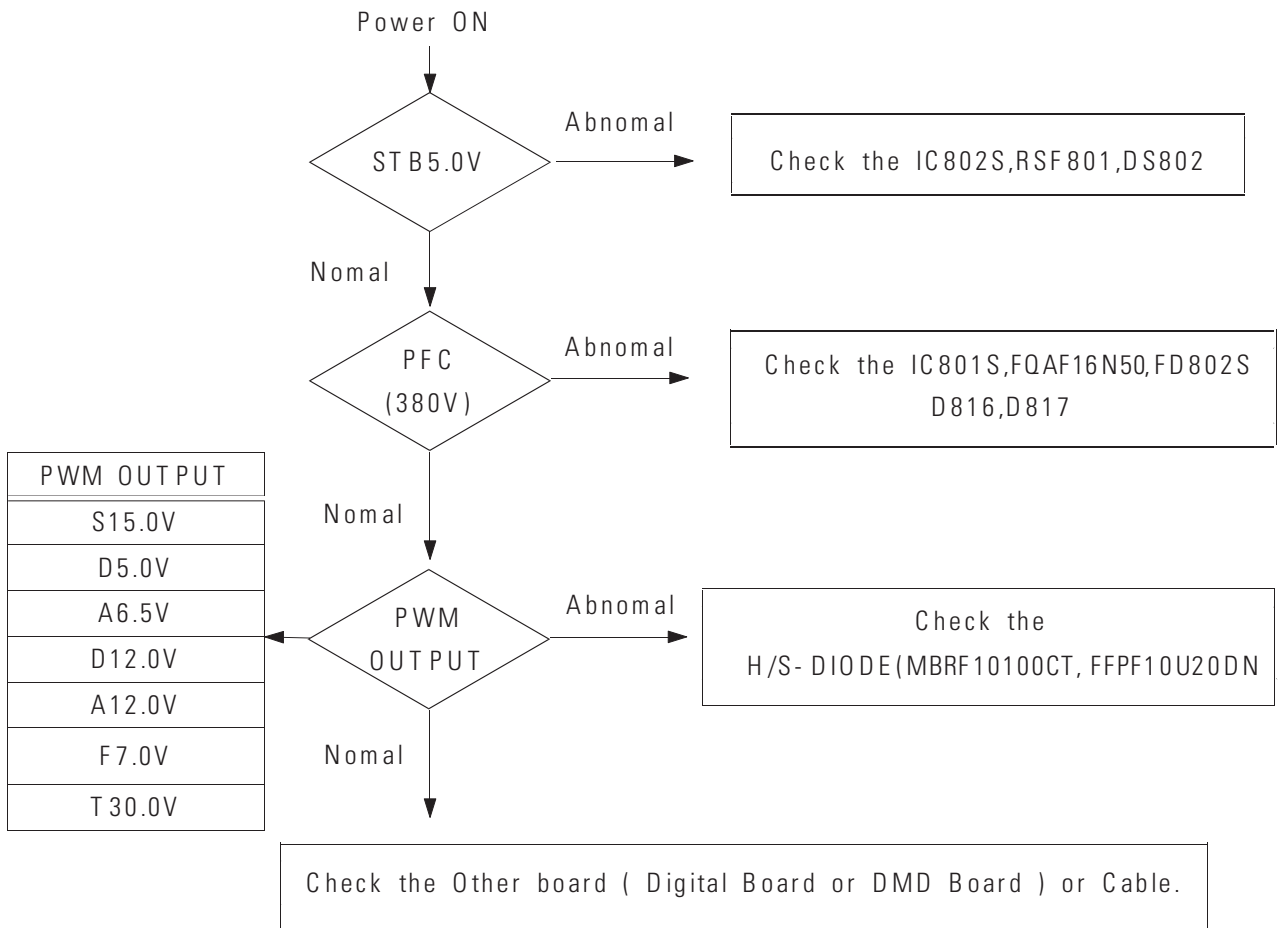 Power ON
STB5.0V
Abnomal
Check the IC802S,RSF801,DS802
Nomal
PFC
(380V)
Abnomal
Check the IC801S,FQAF16N50,FD802S
D816,D817
Nomal
PWM OUTPUT
S15.0V
D5.0V
A6.5V
D12.0V
A12.0V
F7.0V
T30.0V
PWM
OUTPUT
Abnomal
Check the
H/S-DIODE(MBRF10100CT, FFPF10U20DN
Nomal
Check the Other board ( Digital Board or DMD Board ) or Cable.